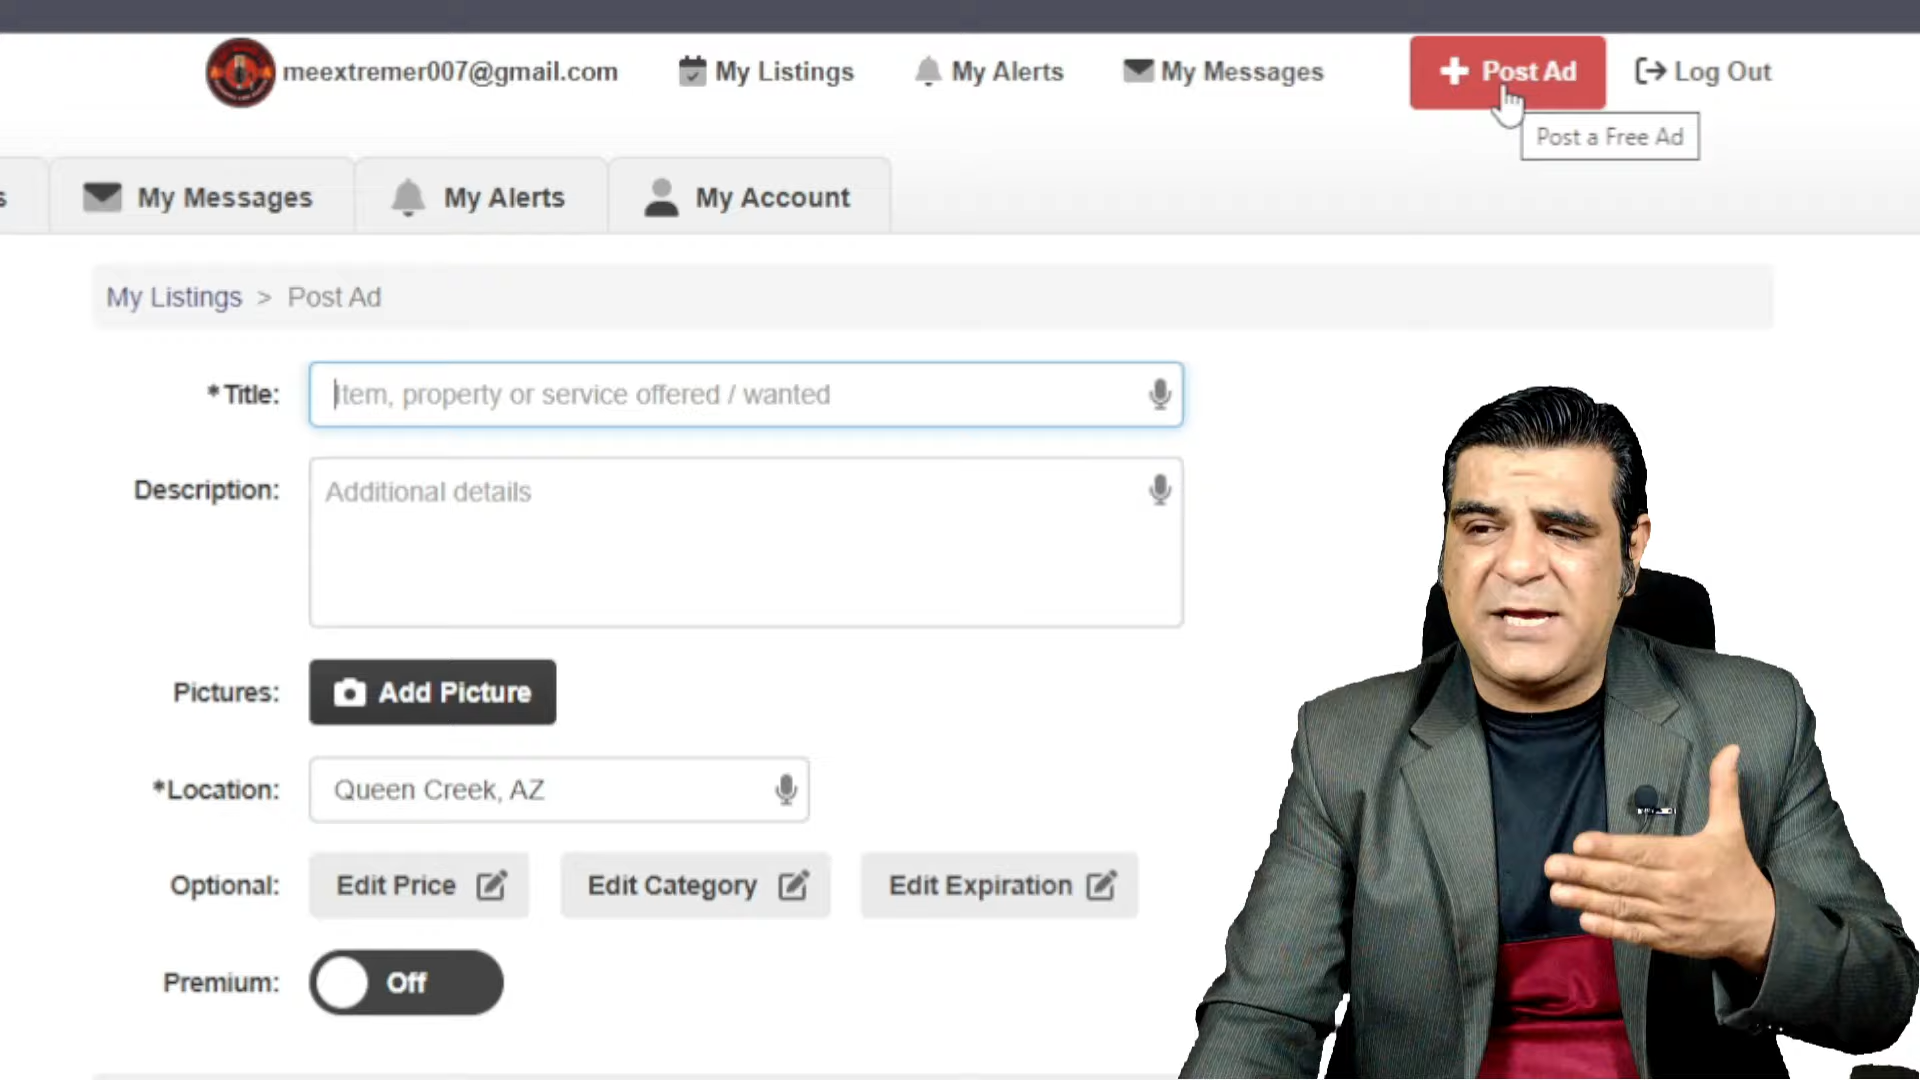 meextremer007@gmail.com My Listings My Alerts My Messages Post Ad Log Out
Post a Free Ad
s My Messages My Alerts My Account
My Listings > Post Ad
*Title: Item, property or service offered / wanted
Description: Additional details
Pictures: Add Picture
*Location: Queen Creek, AZ
Optional: Edit Price Edit Category Edit Expiration
Premium: Off